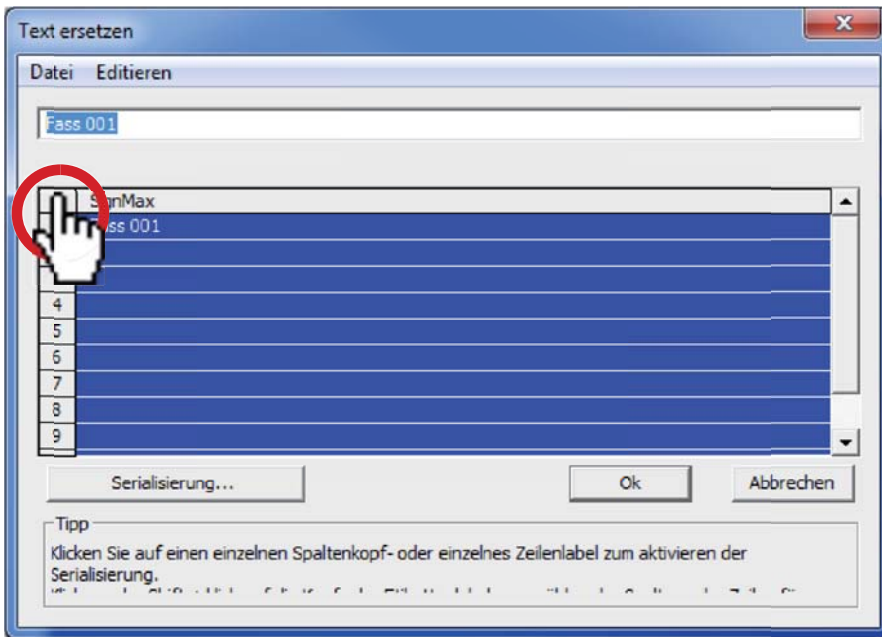 Text ersetzen
Datei Editieren
Fass 001
SignMax
001
4
5
6
7
8
9
Serialisierung...
Ok
Abbrechen
Tipp
Klicken Sie auf einen einzelnen Spaltenkopf- oder einzelnes Zeilenlabel zum aktivieren der
Serialisierung.